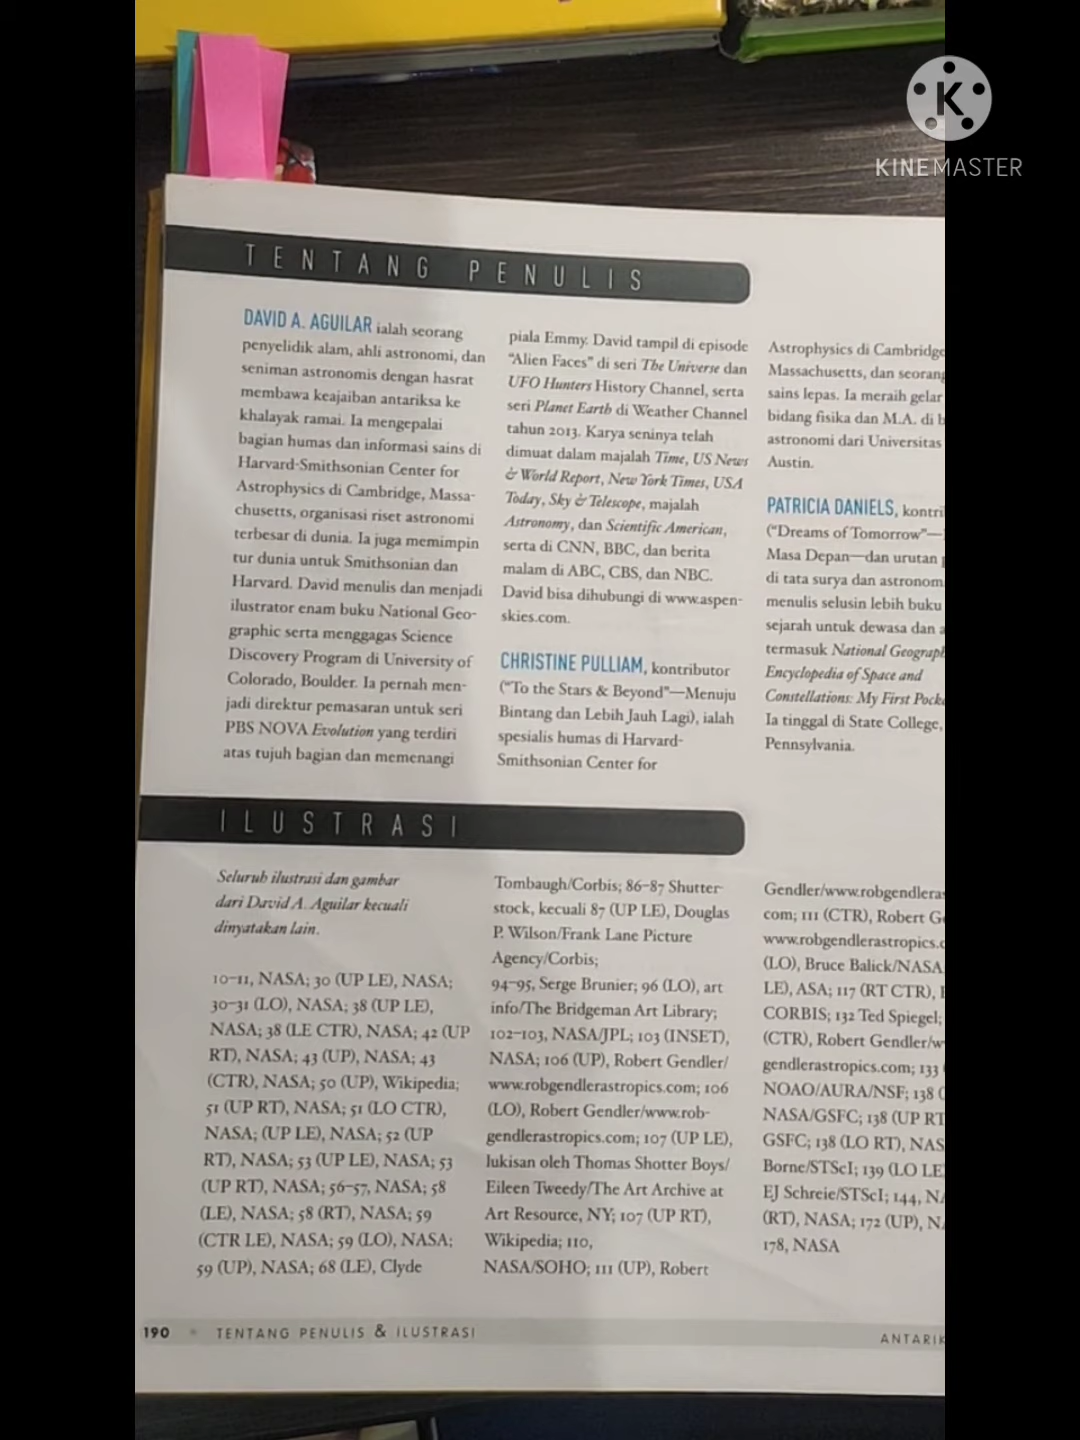 KINEMASTER
TENTANG PENULIS
DAVID A. AGUILAR ialah seorang
penyelidik alam, ahli astronomi, dan
seniman astronomis dengan hasrat
membawa keajaiban antariksa ke
khalayak ramai. Ia mengepalai
bagian humas dan informasi sains di
Harvard-Smithsonian Center for
Astrophysics di Cambridge, Massa-
chusetts, organisasi riset astronomi
terbesar di dunia. Ia juga memimpin
tur dunia untuk Smithsonian dan
Harvard. David menulis dan menjadi
ilustrator enam buku National Geo-
graphic serta menggagas Science
Discovery Program di University of
Colorado, Boulder. Ia pernah men-
jadi direktur pemasaran untuk seri
PBS NOVA Evolution yang terdiri
atas tujuh bagian dan memenangi
piala Emmy. David tampil di episode
“Alien Faces” di seri The Universe dan
UFO Hunters History Channel, serta
seri Planet Earth di Weather Channel
tahun 2013. Karya seninya telah
dimuat dalam majalah Time, US News
& World Report, New York Times, USA
Today, Sky & Telescope, majalah
Astronomy, dan Scientific American,
serta di CNN, BBC, dan berita
malam di ABC, CBS, dan NBC.
David bisa dihubungi di www.aspen-
skies.com.
CHRISTINE PULLIAM, kontributor
(“To the Stars & Beyond”—Menuju
Bintang dan Lebih Jauh Lagi), ialah
spesialis humas di Harvard-
Smithsonian Center for
Astrophysics di Cambridge
Massachusetts, dan seorang
sains lepas. Ia meraih gelar
bidang fisika dan M.A. di b
astronomi dari Universitas
Austin.
PATRICIA DANIELS, kontri
(“Dreams of Tomorrow”—
Masa Depan—dan urutan
di tata surya dan astronom
menulis selusin lebih buku
sejarah untuk dewasa dan a
termasuk National Geograph
Encyclopedia of Space and
Constellations: My First Pocke
Ia tinggal di State College,
Pennsylvania.
ILUSTRASI
Seluruh ilustrasi dan gambar
dari David A. Aguilar kecuali
dinyatakan lain.
10–11, NASA; 30 (UP LE), NASA;
30–31 (LO), NASA; 38 (UP LE),
NASA; 38 (LE CTR), NASA; 42 (UP
RT), NASA; 43 (UP), NASA; 43
(CTR), NASA; 50 (UP), Wikipedia;
51 (UP RT), NASA; 51 (LO CTR),
NASA; (UP LE), NASA; 52 (UP
RT), NASA; 53 (UP LE), NASA; 53
(UP RT), NASA; 56–57, NASA; 58
(LE), NASA; 58 (RT), NASA; 59
(CTR LE), NASA; 59 (LO), NASA;
59 (UP), NASA; 68 (LE), Clyde
Tombaugh/Corbis; 86–87 Shutter-
stock, kecuali 87 (UP LE), Douglas
P. Wilson/Frank Lane Picture
Agency/Corbis;
94–95, Serge Brunier; 96 (LO), art
info/The Bridgeman Art Library;
102–103, NASA/JPL; 103 (INSET),
NASA; 106 (UP), Robert Gendler/
www.robgendlerastropics.com; 106
(LO), Robert Gendler/www.rob-
gendlerastropics.com; 107 (UP LE),
lukisan oleh Thomas Shotter Boys/
Eileen Tweedy/The Art Archive at
Art Resource, NY; 107 (UP RT),
Wikipedia; 110,
NASA/SOHO; 111 (UP), Robert
Gendler/www.robgendleras
com; 111 (CTR), Robert G
www.robgendlerastropics.c
(LO), Bruce Balick/NASA
LE), ASA; 117 (RT CTR),
CORBIS; 132 Ted Spiegel;
(CTR), Robert Gendler/w
gendlerastropics.com; 133
NOAO/AURA/NSF; 138 (
NASA/GSFC; 138 (UP RT
GSFC; 138 (LO RT), NAS
Borne/STScI; 139 (LO LE
EJ Schreie/STScI; 144, NA
(RT), NASA; 172 (UP), NA
178, NASA
190 TENTANG PENULIS & ILUSTRASI
ANTARIK